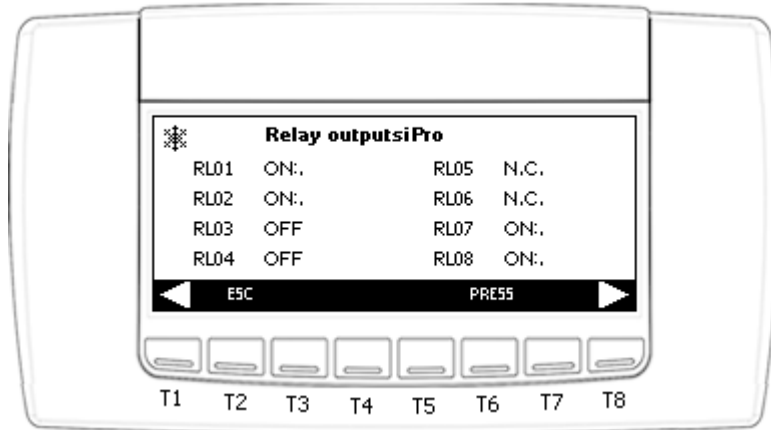 Relay outputsiPro
RL01 ON:. RL05 N.C.
RL02 ON:. RL06 N.C.
RL03 OFF RL07 ON:.
RL04 OFF RL08 ON:.
ESC PRESS
T1 T2 T3 T4 T5 T6 T7 T8